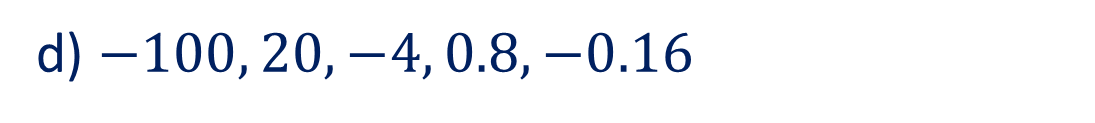 d) −100, 20, −4, 0.8, −0.16